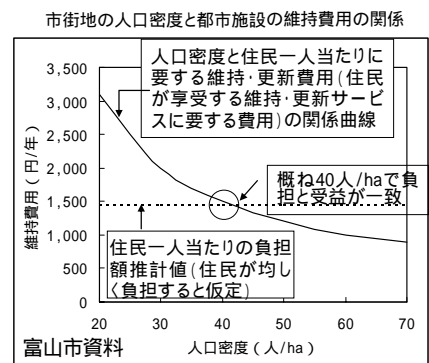 市街地の人口密度と都市施設の維持費用の関係
人口密度と住民一人当たりに
要する維持・更新費用(住民
が享受する維持・更新サービ
スに要する費用)の関係曲線
概ね40人/haで負
担と受益が一致
住民一人当たりの負担
額推計値(住民が均し
く負担すると仮定)
維持費用(円/年)
3,500
3,000
2,500
2,000
1,500
1,000
500
0
20 30 40 50 60 70
富山市資料
人口密度(人/ha)